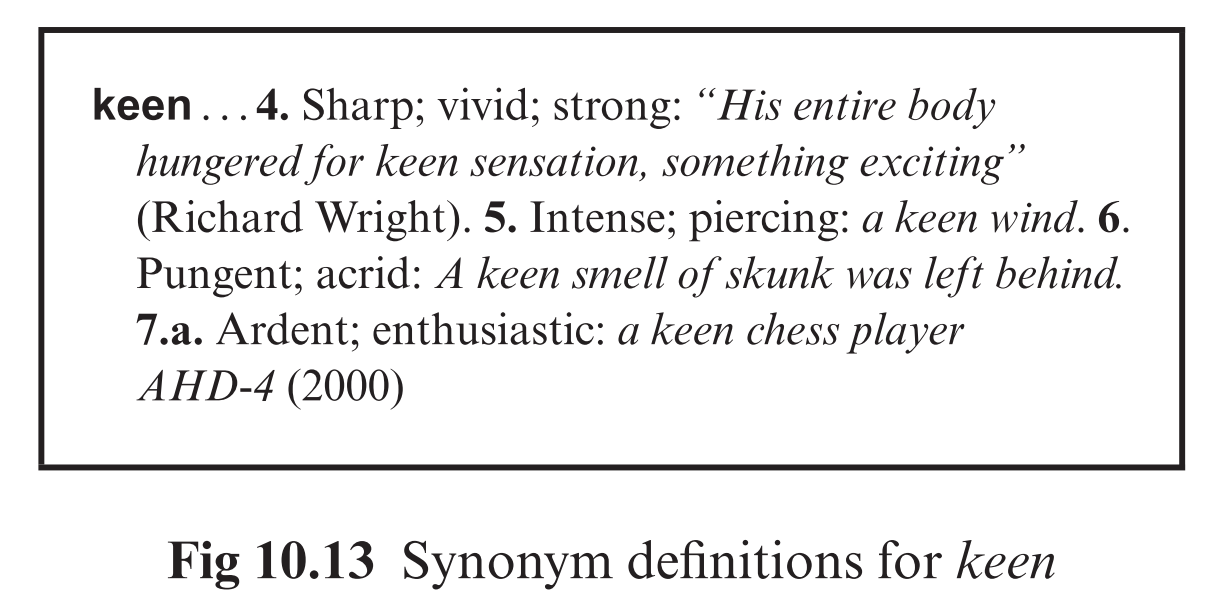 keen . . . 4. Sharp; vivid; strong: “His entire body
hungered for keen sensation, something exciting”
(Richard Wright). 5. Intense; piercing: a keen wind. 6.
Pungent; acrid: A keen smell of skunk was left behind.
7.a. Ardent; enthusiastic: a keen chess player
AHD-4 (2000)
Fig 10.13 Synonym definitions for keen